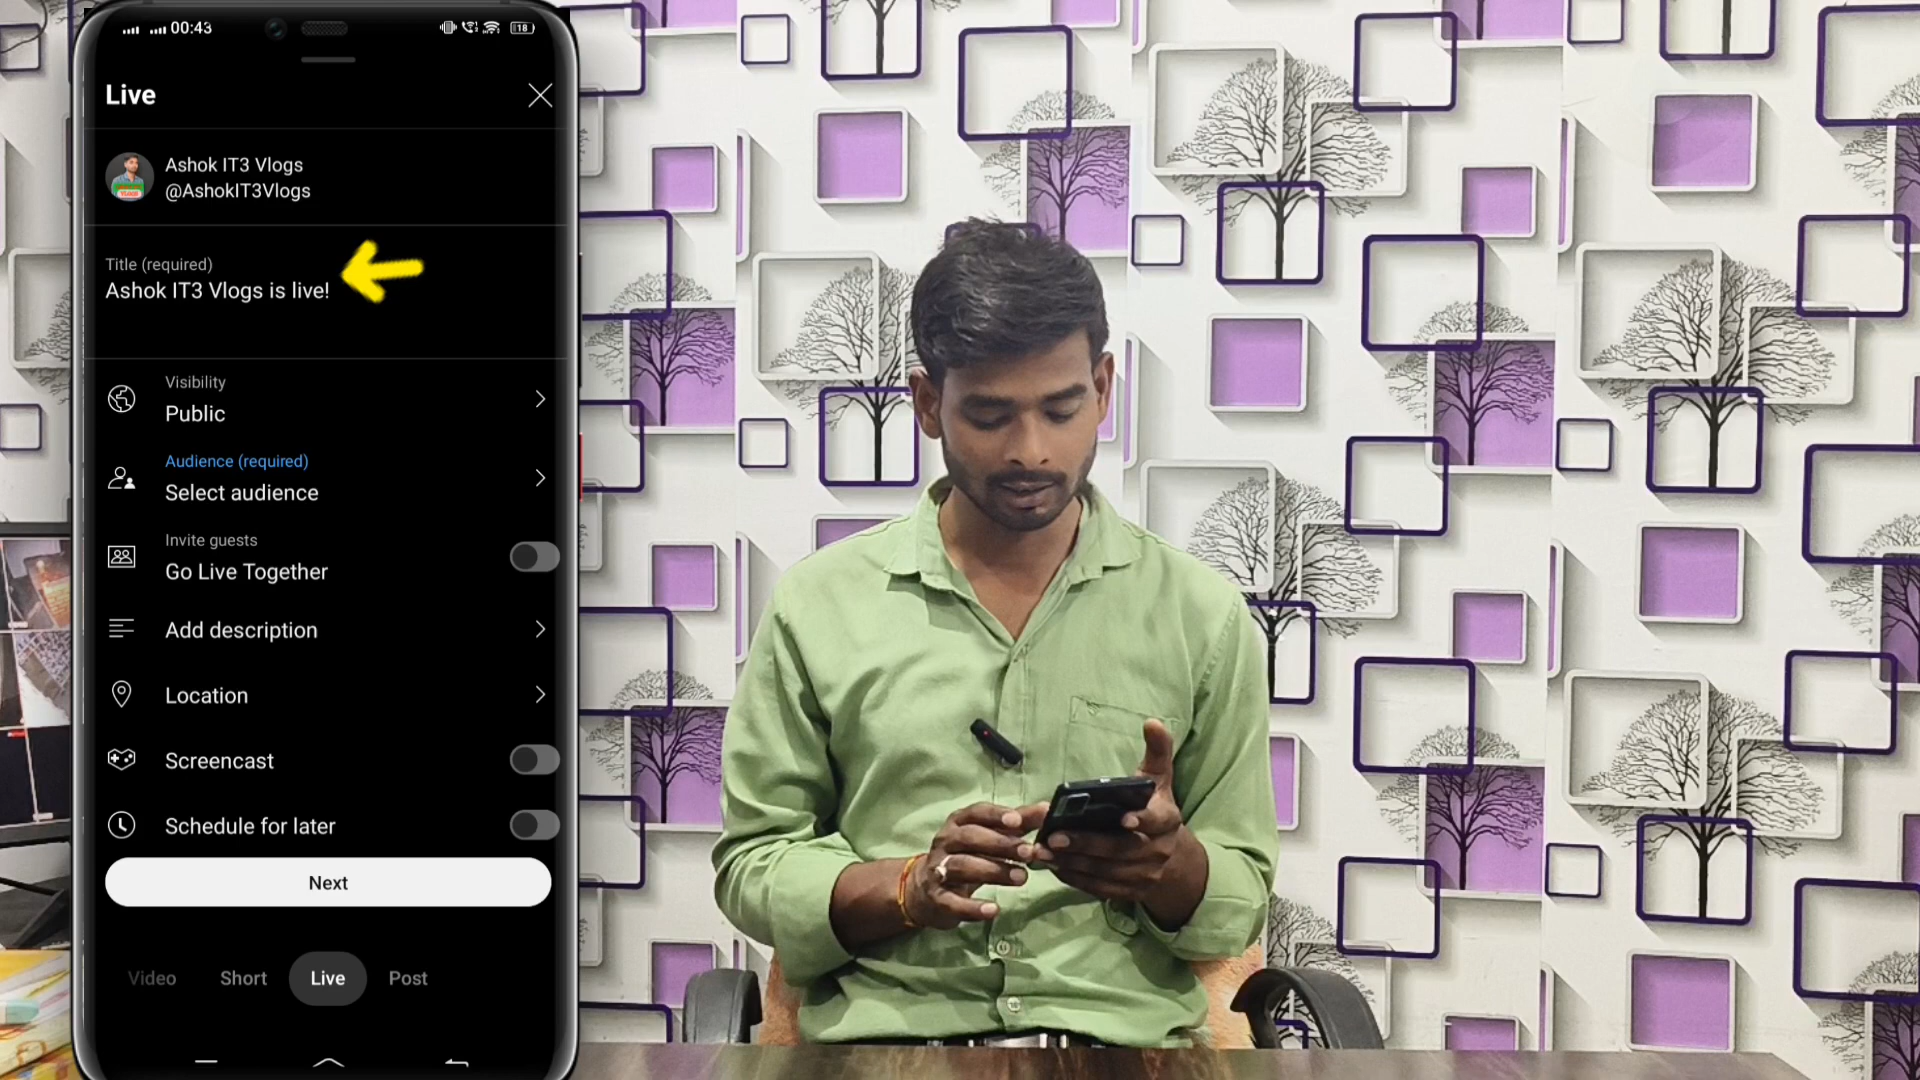 00:43
18
Live
Ashok IT3 Vlogs
@AshokIT3Vlogs
Title (required)
Ashok IT3 Vlogs is live!
Visibility
Public
Audience (required)
Select audience
Invite guests
Go Live Together
Add description
Location
Screencast
Schedule for later
Next
Video
Short
Live
Post